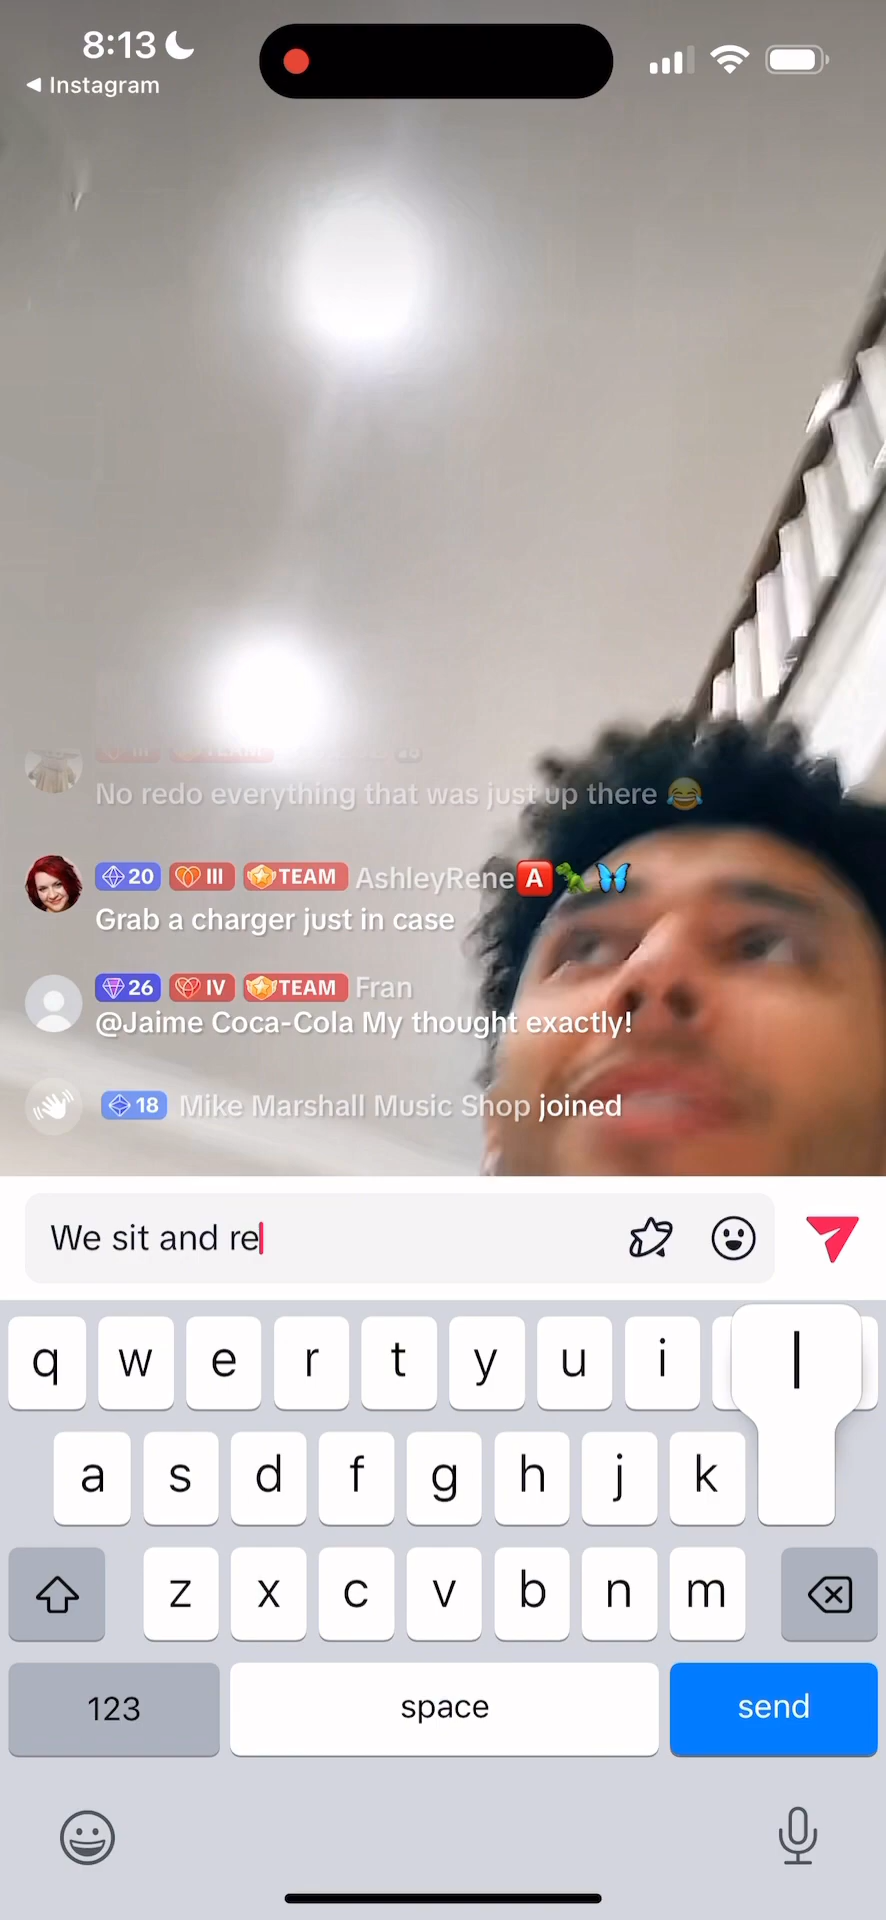 8:13
Instagram
No redo everything that was just up there 😂
20 III TEAM AshleyRene🅰️🦖🦋
Grab a charger just in case
26 IV TEAM Fran
@Jaime Coca-Cola My thought exactly!
18 Mike Marshall Music Shop joined
We sit and re
q w e r t y u i l
a s d f g h j k
z x c v b n m
123 space send